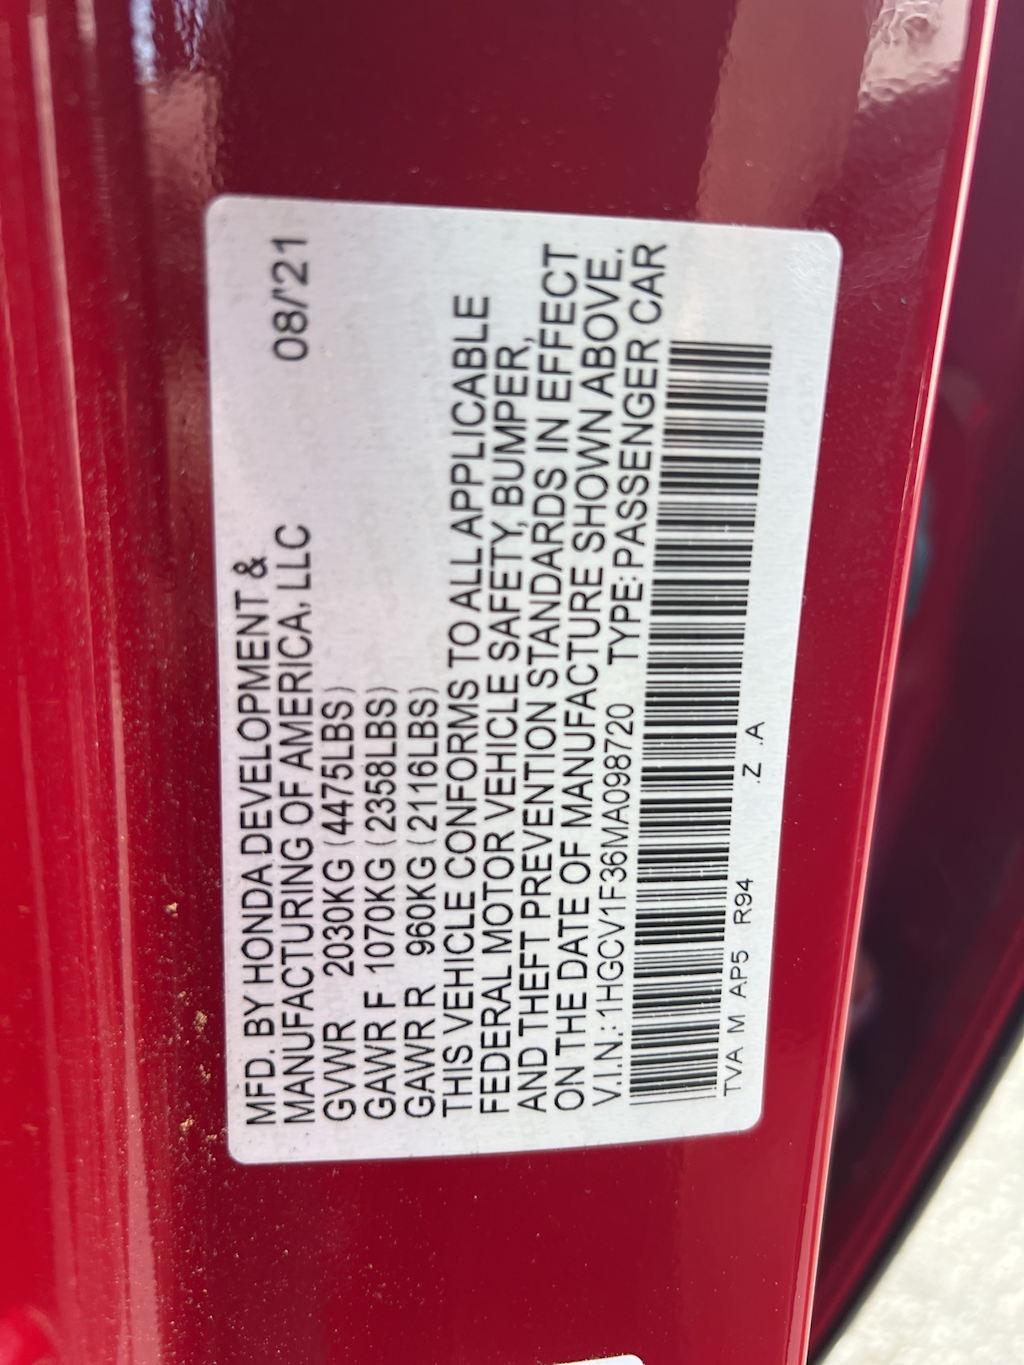 MFD. BY HONDA DEVELOPMENT &
MANUFACTURING OF AMERICA, LLC 08/'21
GVWR 2030KG (4475LBS)
GAWR F 1070KG (2358LBS)
GAWR R 960KG (2116LBS)
THIS VEHICLE CONFORMS TO ALL APPLICABLE
FEDERAL MOTOR VEHICLE SAFETY, BUMPER,
AND THEFT PREVENTION STANDARDS IN EFFECT
ON THE DATE OF MANUFACTURE SHOWN ABOVE.
V.I.N.: 1HGCV1F36MA098720 TYPE: PASSENGER CAR
TVA M AP5 R94 .Z .A